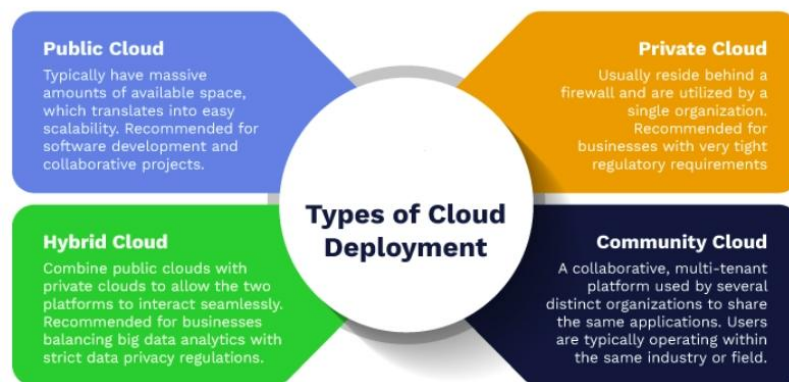 Public Cloud
Typically have massive
amounts of available space,
which translates into easy
scalability. Recommended for
software development and
collaborative projects.
Private Cloud
Usually reside behind a
firewall and are utilized by a
single organization.
Recommended for
businesses with very tight
regulatory requirements
Types of Cloud
Deployment
Hybrid Cloud
Combine public clouds with
private clouds to allow the two
platforms to interact seamlessly.
Recommended for businesses
balancing big data analytics with
strict data privacy regulations.
Community Cloud
A collaborative, multi-tenant
platform used by several
distinct organizations to share
the same applications. Users
are typically operating within
the same industry or field.